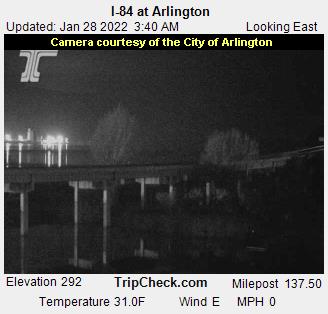 I-84 at Arlington
Updated: Jan 28 2022 3:40 AM Looking East
Camera courtesy of the City of Arlington
Elevation 292 TripCheck.com Milepost 137.50
Temperature 31.0F Wind E MPH 0